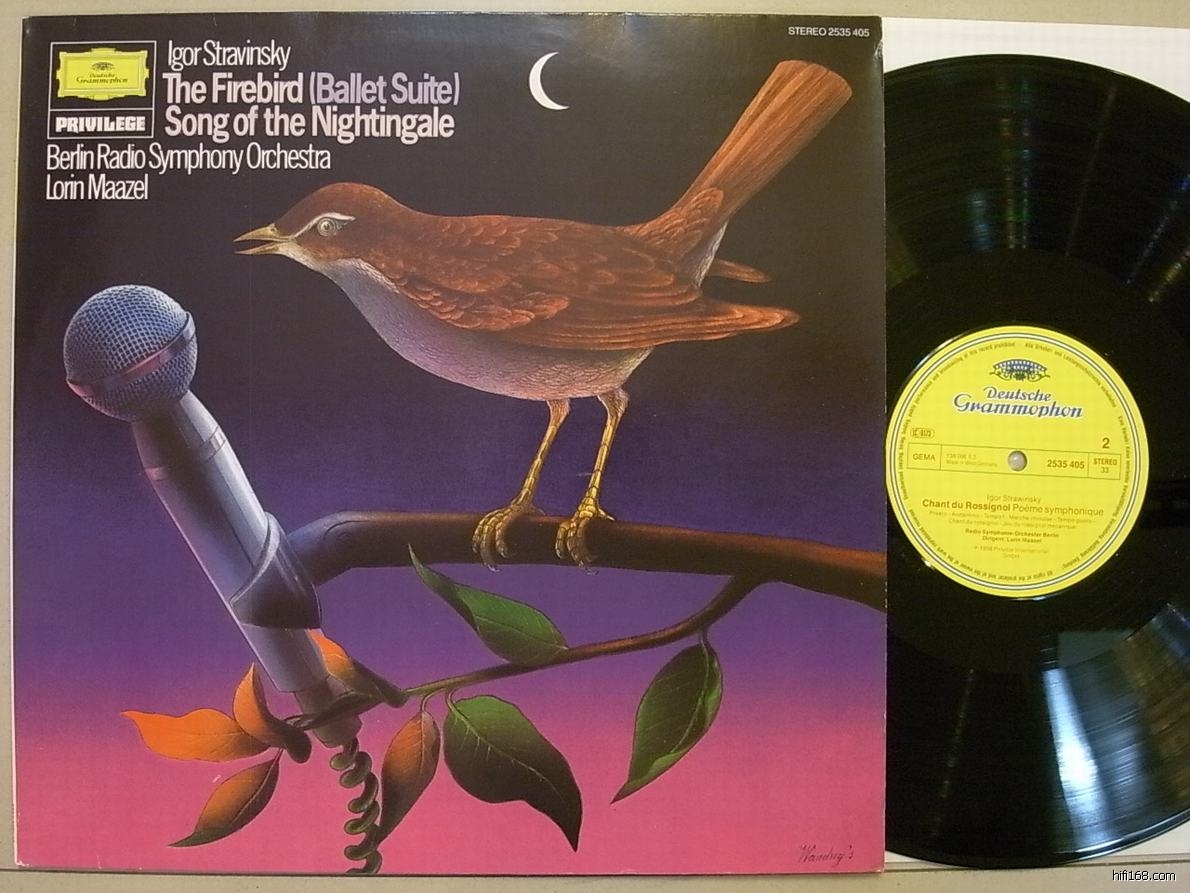 STEREO 2535 405
Deutsche
Grammophon
PRIVILEGE
Igor Stravinsky
The Firebird (Ballet Suite)
Song of the Nightingale
Berlin Radio Symphony Orchestra
Lorin Maazel
Deutsche
Grammophon
2
GEMA
Made in West Germany
2535 405
STEREO
33
Igor Strawinsky
Chant du Rossignol Poème symphonique
Radio Symphonie-Orchester Berlin
Dirigent: Lorin Maazel
GmbH
hifi168.com